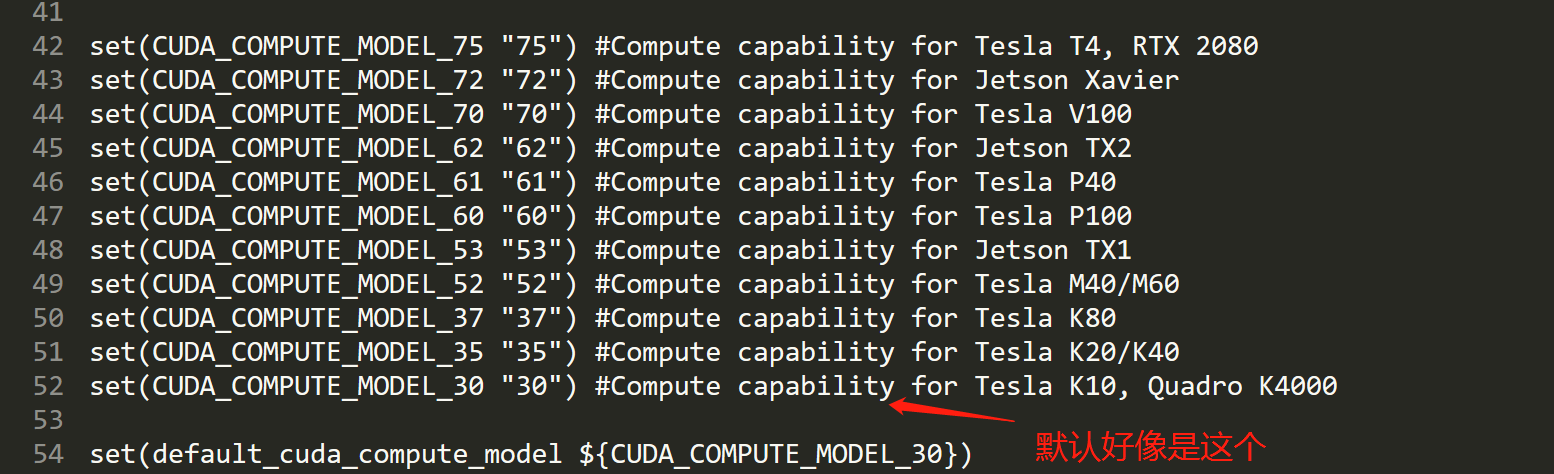 41
42 set(CUDA_COMPUTE_MODEL_75 "75") #Compute capability for Tesla T4, RTX 2080
43 set(CUDA_COMPUTE_MODEL_72 "72") #Compute capability for Jetson Xavier
44 set(CUDA_COMPUTE_MODEL_70 "70") #Compute capability for Tesla V100
45 set(CUDA_COMPUTE_MODEL_62 "62") #Compute capability for Jetson TX2
46 set(CUDA_COMPUTE_MODEL_61 "61") #Compute capability for Tesla P40
47 set(CUDA_COMPUTE_MODEL_60 "60") #Compute capability for Tesla P100
48 set(CUDA_COMPUTE_MODEL_53 "53") #Compute capability for Jetson TX1
49 set(CUDA_COMPUTE_MODEL_52 "52") #Compute capability for Tesla M40/M60
50 set(CUDA_COMPUTE_MODEL_37 "37") #Compute capability for Tesla K80
51 set(CUDA_COMPUTE_MODEL_35 "35") #Compute capability for Tesla K20/K40
52 set(CUDA_COMPUTE_MODEL_30 "30") #Compute capability for Tesla K10, Quadro K4000
53
默认好像是这个
54 set(default_cuda_compute_model ${CUDA_COMPUTE_MODEL_30})